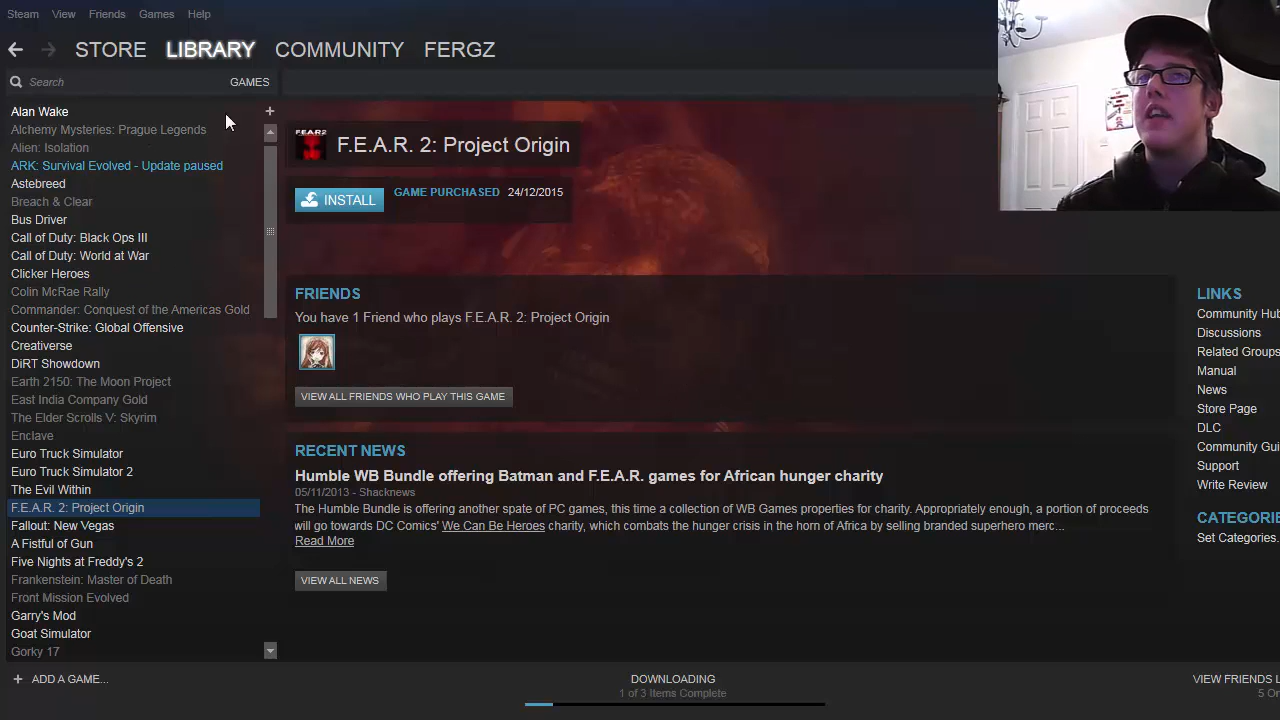 Steam View Friends Games Help
STORE LIBRARY COMMUNITY FERGZ
Search GAMES
Alan Wake
Alchemy Mysteries: Prague Legends
Alien: Isolation
ARK: Survival Evolved - Update paused
Astebreed
Breach & Clear
Bus Driver
Call of Duty: Black Ops III
Call of Duty: World at War
Clicker Heroes
Colin McRae Rally
Commander: Conquest of the Americas Gold
Counter-Strike: Global Offensive
Creativerse
DiRT Showdown
Earth 2150: The Moon Project
East India Company Gold
The Elder Scrolls V: Skyrim
Enclave
Euro Truck Simulator
Euro Truck Simulator 2
The Evil Within
F.E.A.R. 2: Project Origin
Fallout: New Vegas
A Fistful of Gun
Five Nights at Freddy's 2
Frankenstein: Master of Death
Front Mission Evolved
Garry's Mod
Goat Simulator
Gorky 17
+ ADD A GAME...
FEAR2
F.E.A.R. 2: Project Origin
INSTALL GAME PURCHASED 24/12/2015
FRIENDS
You have 1 Friend who plays F.E.A.R. 2: Project Origin
VIEW ALL FRIENDS WHO PLAY THIS GAME
RECENT NEWS
Humble WB Bundle offering Batman and F.E.A.R. games for African hunger charity
05/11/2013 - Shacknews
The Humble Bundle is offering another spate of PC games, this time a collection of WB Games properties for charity. Appropriately enough, a portion of proceeds
will go towards DC Comics' We Can Be Heroes charity, which combats the hunger crisis in the horn of Africa by selling branded superhero merc...
Read More
VIEW ALL NEWS
LINKS
Community Hub
Discussions
Related Groups
Manual
News
Store Page
DLC
Community Gui
Support
Write Review
CATEGORIE
Set Categories.
DOWNLOADING
1 of 3 Items Complete
VIEW FRIENDS L
5 On